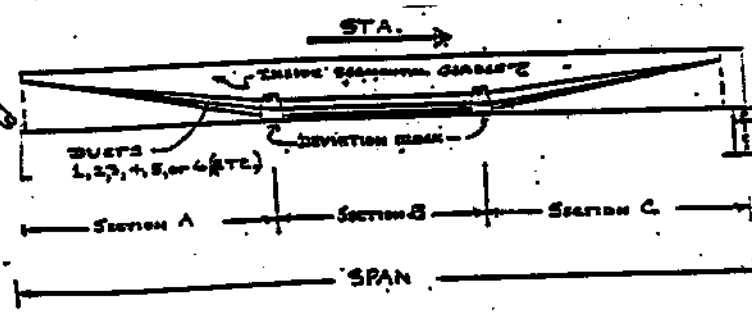 STA.
INSIDE SEGMENTAL GIRDER
DUCTS
1,2,3,4,5, or 6 (ETC)
DEVIATION BLOCK
SECTION A
SECTION B
SECTION C
SPAN